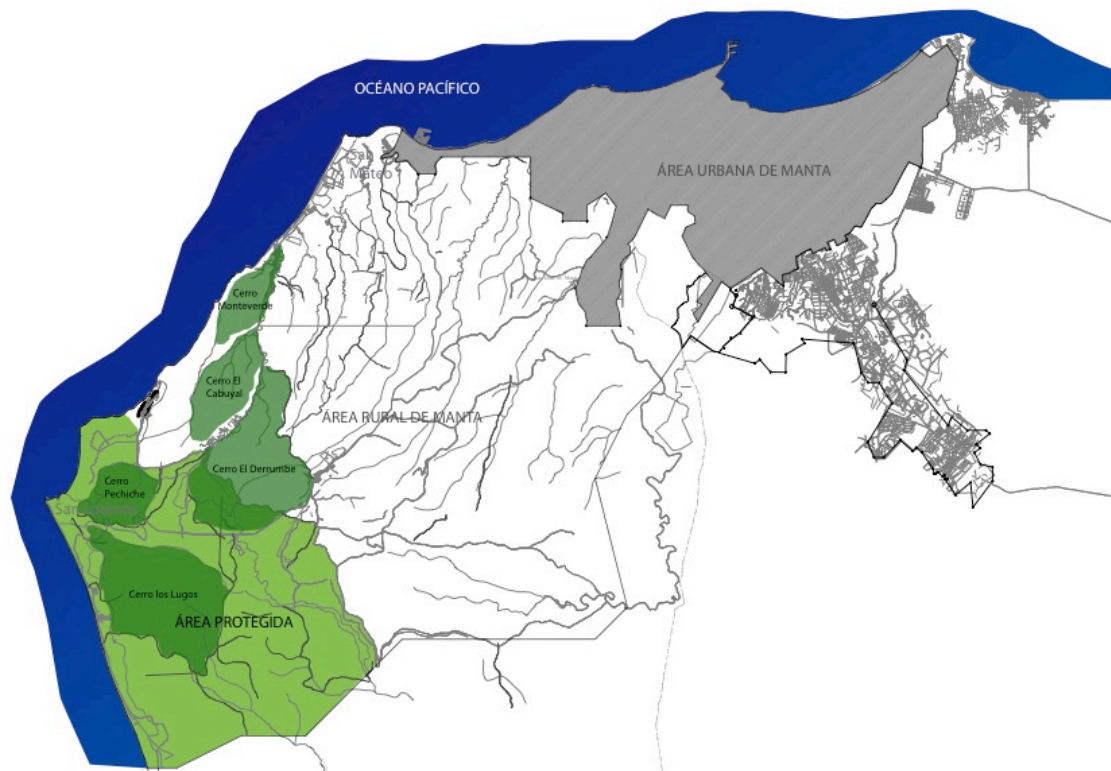 OCÉANO PACÍFICO
San
Mateo
ÁREA URBANA DE MANTA
Cerro
Monteverde
Cerro El
Cabuyal
ÁREA RURAL DE MANTA
Cerro El Derrumbe
Cerro
Pechiche
San
Cerro los Lugos
ÁREA PROTEGIDA